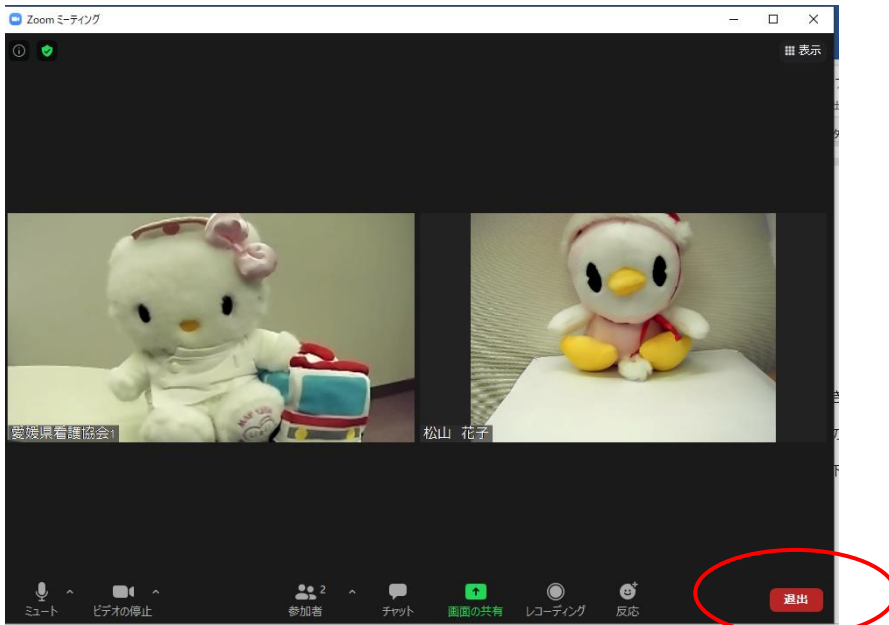 Zoom ミーティング
表示
愛媛県看護協会1
松山 花子
ミュート
ビデオの停止
2
参加者
チャット
画面の共有
レコーディング
反応
退出